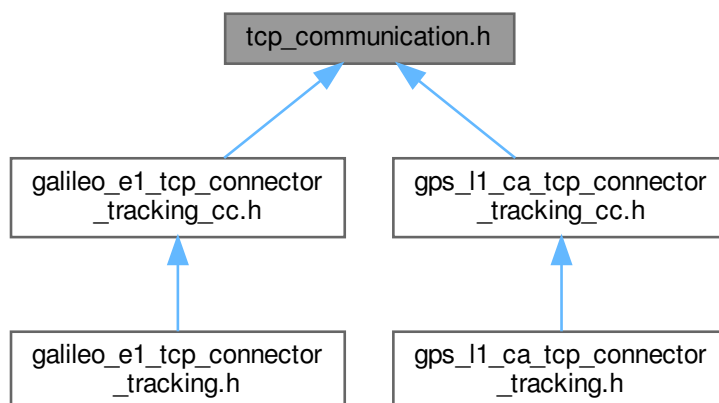 tcp_communication.h
galileo_e1_tcp_connector
_tracking_cc.h
gps_l1_ca_tcp_connector
_tracking_cc.h
galileo_e1_tcp_connector
_tracking.h
gps_l1_ca_tcp_connector
_tracking.h